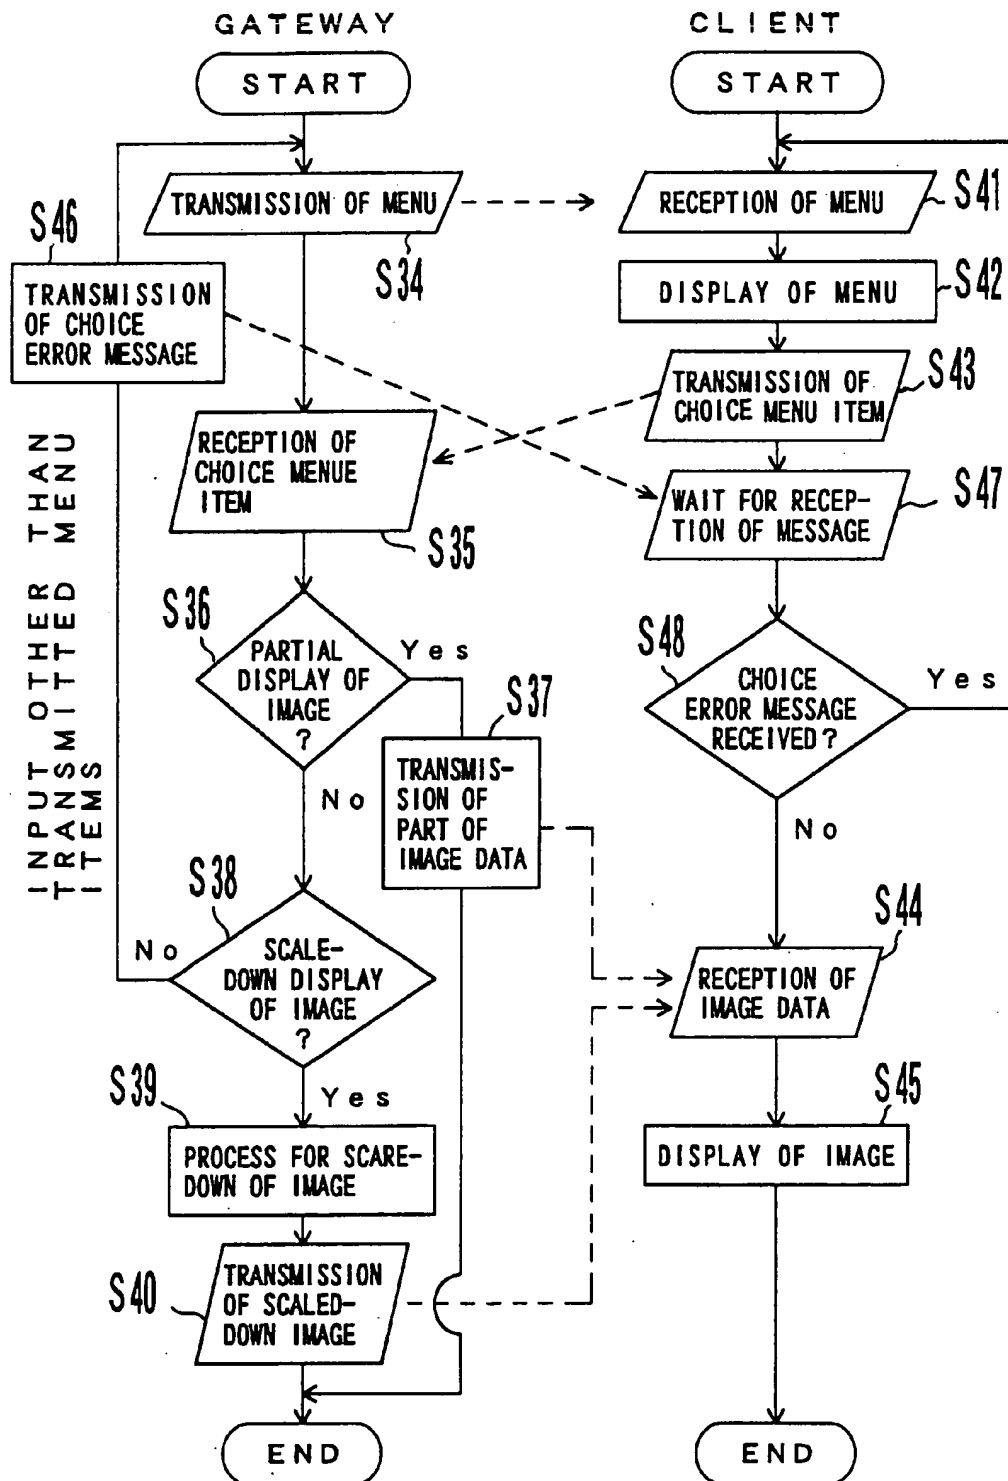 GATEWAY
START
TRANSMISSION OF MENU
S34
S46
TRANSMISSION
OF CHOICE
ERROR MESSAGE
INPUT OTHER THAN
TRANSMITTED MENU
ITEMS
RECEPTION OF
CHOICE MENUE
ITEM
S35
S36
PARTIAL
DISPLAY OF
IMAGE
?
Yes
No
S37
TRANSMIS-
SION OF
PART OF
IMAGE DATA
S38
No
SCALE-
DOWN DISPLAY
OF IMAGE
?
Yes
S39
PROCESS FOR SCARE-
DOWN OF IMAGE
S40
TRANSMISSION
OF SCALED-
DOWN IMAGE
END
CLIENT
START
RECEPTION OF MENU
S41
DISPLAY OF MENU
S42
TRANSMISSION OF
CHOICE MENU ITEM
S43
WAIT FOR RECEP-
TION OF MESSAGE
S47
S48
CHOICE
ERROR MESSAGE
RECEIVED?
Yes
No
S44
RECEPTION OF
IMAGE DATA
S45
DISPLAY OF IMAGE
END